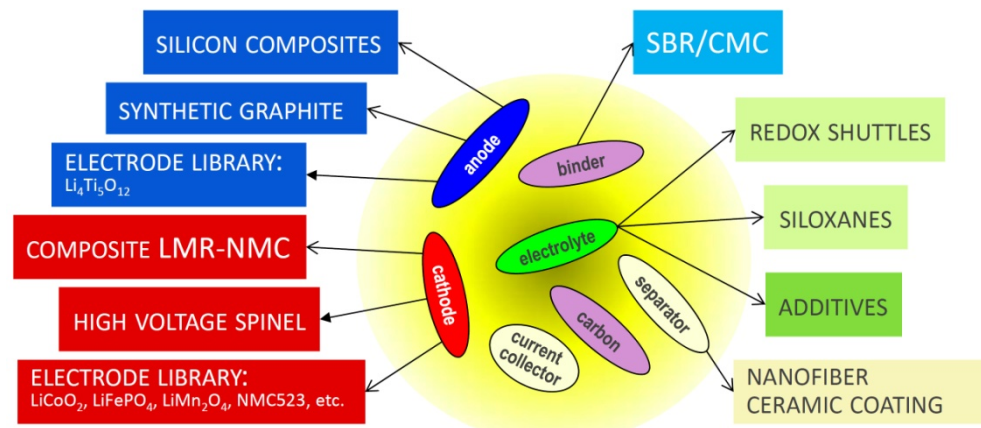 SILICON COMPOSITES
SYNTHETIC GRAPHITE
ELECTRODE LIBRARY:
Li₄Ti₅O₁₂
COMPOSITE LMR-NMC
HIGH VOLTAGE SPINEL
ELECTRODE LIBRARY:
LiCoO₂, LiFePO₄, LiMn₂O₄, NMC523, etc.
anode
cathode
binder
electrolyte
separator
carbon
current
collector
SBR/CMC
REDOX SHUTTLES
SILOXANES
ADDITIVES
NANOFIBER
CERAMIC COATING